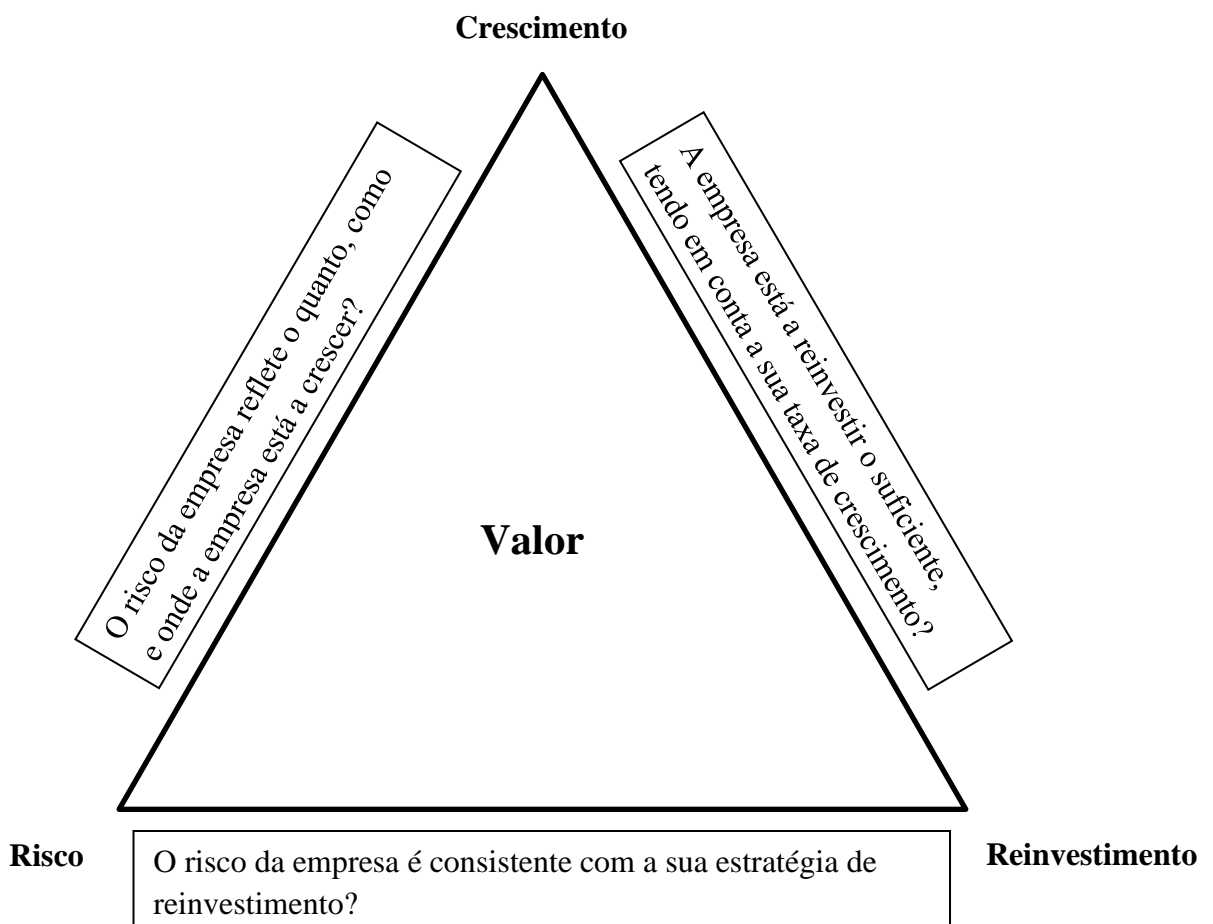 Crescimento
O risco da empresa reflete o quanto, como
e onde a empresa está a crescer?
A empresa está a reinvestir o suficiente,
tendo em conta a sua taxa de crescimento?
Valor
Risco
O risco da empresa é consistente com a sua estratégia de
reinvestimento?
Reinvestimento